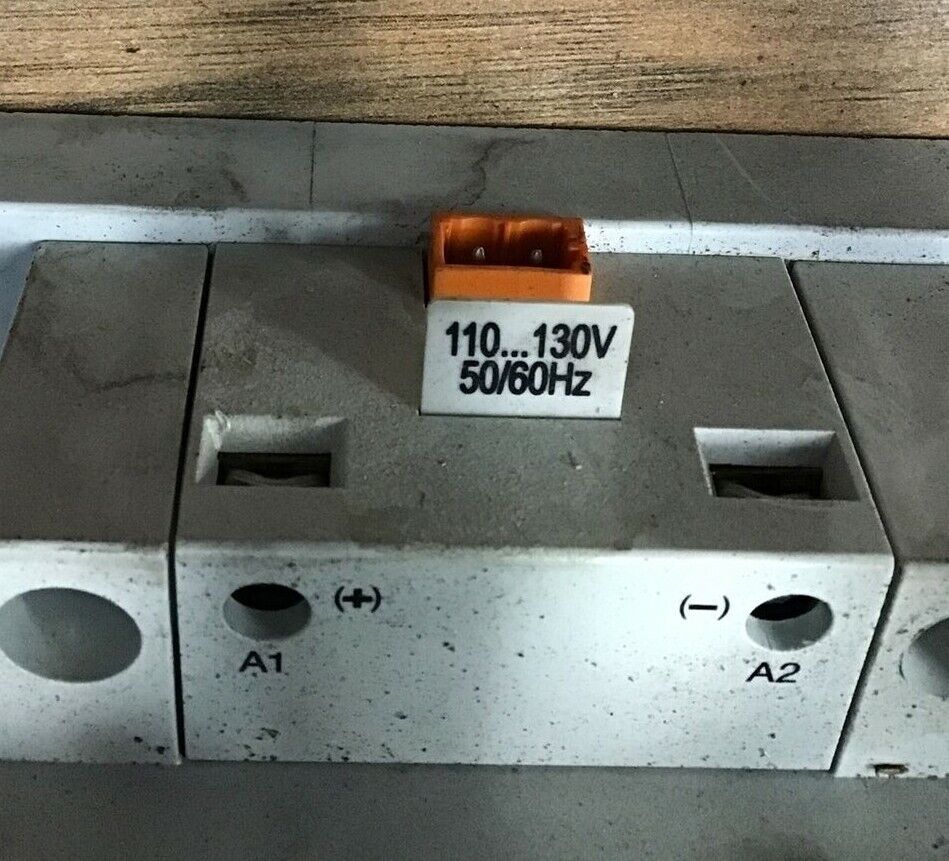 110...130V
50/60Hz
(+)
(−)
A1
A2